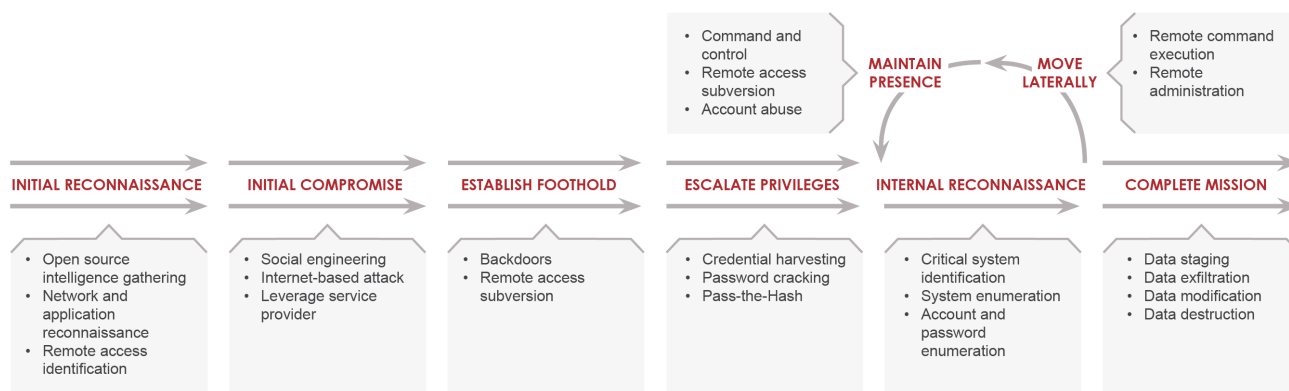 • Command and
control
• Remote access
subversion
• Account abuse
MAINTAIN
PRESENCE
MOVE
LATERALLY
• Remote command
execution
• Remote
administration
INITIAL RECONNAISSANCE
INITIAL COMPROMISE
ESTABLISH FOOTHOLD
ESCALATE PRIVILEGES
INTERNAL RECONNAISSANCE
COMPLETE MISSION
• Open source
intelligence gathering
• Network and
application
reconnaissance
• Remote access
identification
• Social engineering
• Internet-based attack
• Leverage service
provider
• Backdoors
• Remote access
subversion
• Credential harvesting
• Password cracking
• Pass-the-Hash
• Critical system
identification
• System enumeration
• Account and
password
enumeration
• Data staging
• Data exfiltration
• Data modification
• Data destruction